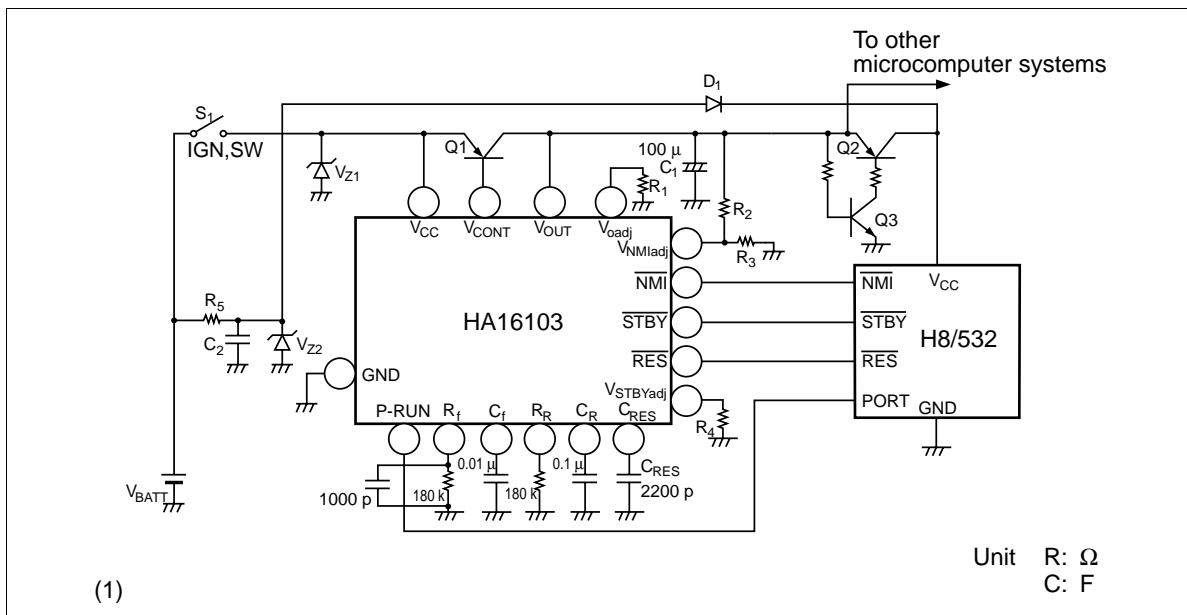 To other
microcomputer systems
D1
S1
IGN,SW
VZ1
Q1
100 μ
C1
R1
R2
Q2
Q3
VCC
VCONT
VOUT
Voadj
VNMIadj
R3
NMI
STBY
RES
VSTBYadj
R4
HA16103
VCC
NMI
STBY
RES
PORT
GND
H8/532
R5
C2
VZ2
GND
P-RUN
Rf
Cf
RR
CR
CRES
VBATT
1000 p
180 k
0.01 μ
180 k
0.1 μ
CRES
2200 p
Unit R: Ω
C: F
(1)